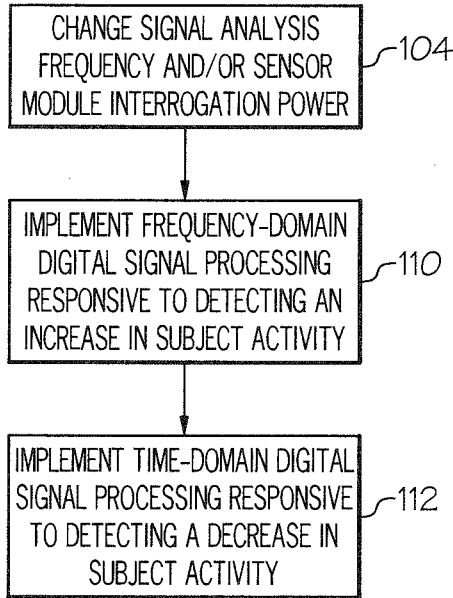 CHANGE SIGNAL ANALYSIS
FREQUENCY AND/OR SENSOR
MODULE INTERROGATION POWER
104
IMPLEMENT FREQUENCY-DOMAIN
DIGITAL SIGNAL PROCESSING
RESPONSIVE TO DETECTING AN
INCREASE IN SUBJECT ACTIVITY
110
IMPLEMENT TIME-DOMAIN DIGITAL
SIGNAL PROCESSING RESPONSIVE
TO DETECTING A DECREASE IN
SUBJECT ACTIVITY
112